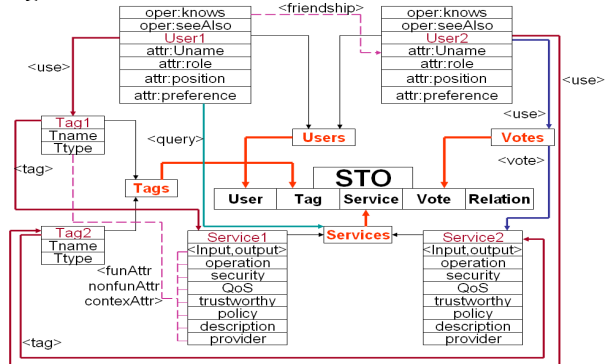 oper:knows
oper:seeAlso
User1
attr:Uname
attr:role
attr:position
attr:preference
<friendship>
oper:knows
oper:seeAlso
User2
attr:Uname
attr:role
attr:position
attr:preference
<use>
<use>
<use>
Tag1
Tname
Ttype
<query>
Users
Votes
<tag>
<vote>
Tags
STO
User Tag Service Vote Relation
Tag2
Tname
Ttype
Services
Service1
<Input,output>
operation
security
QoS
trustworthy
policy
description
provider
Service2
<Input,output>
operation
security
QoS
trustworthy
policy
description
provider
<funAttr
nonfunAttr
contexAttr>
<tag>